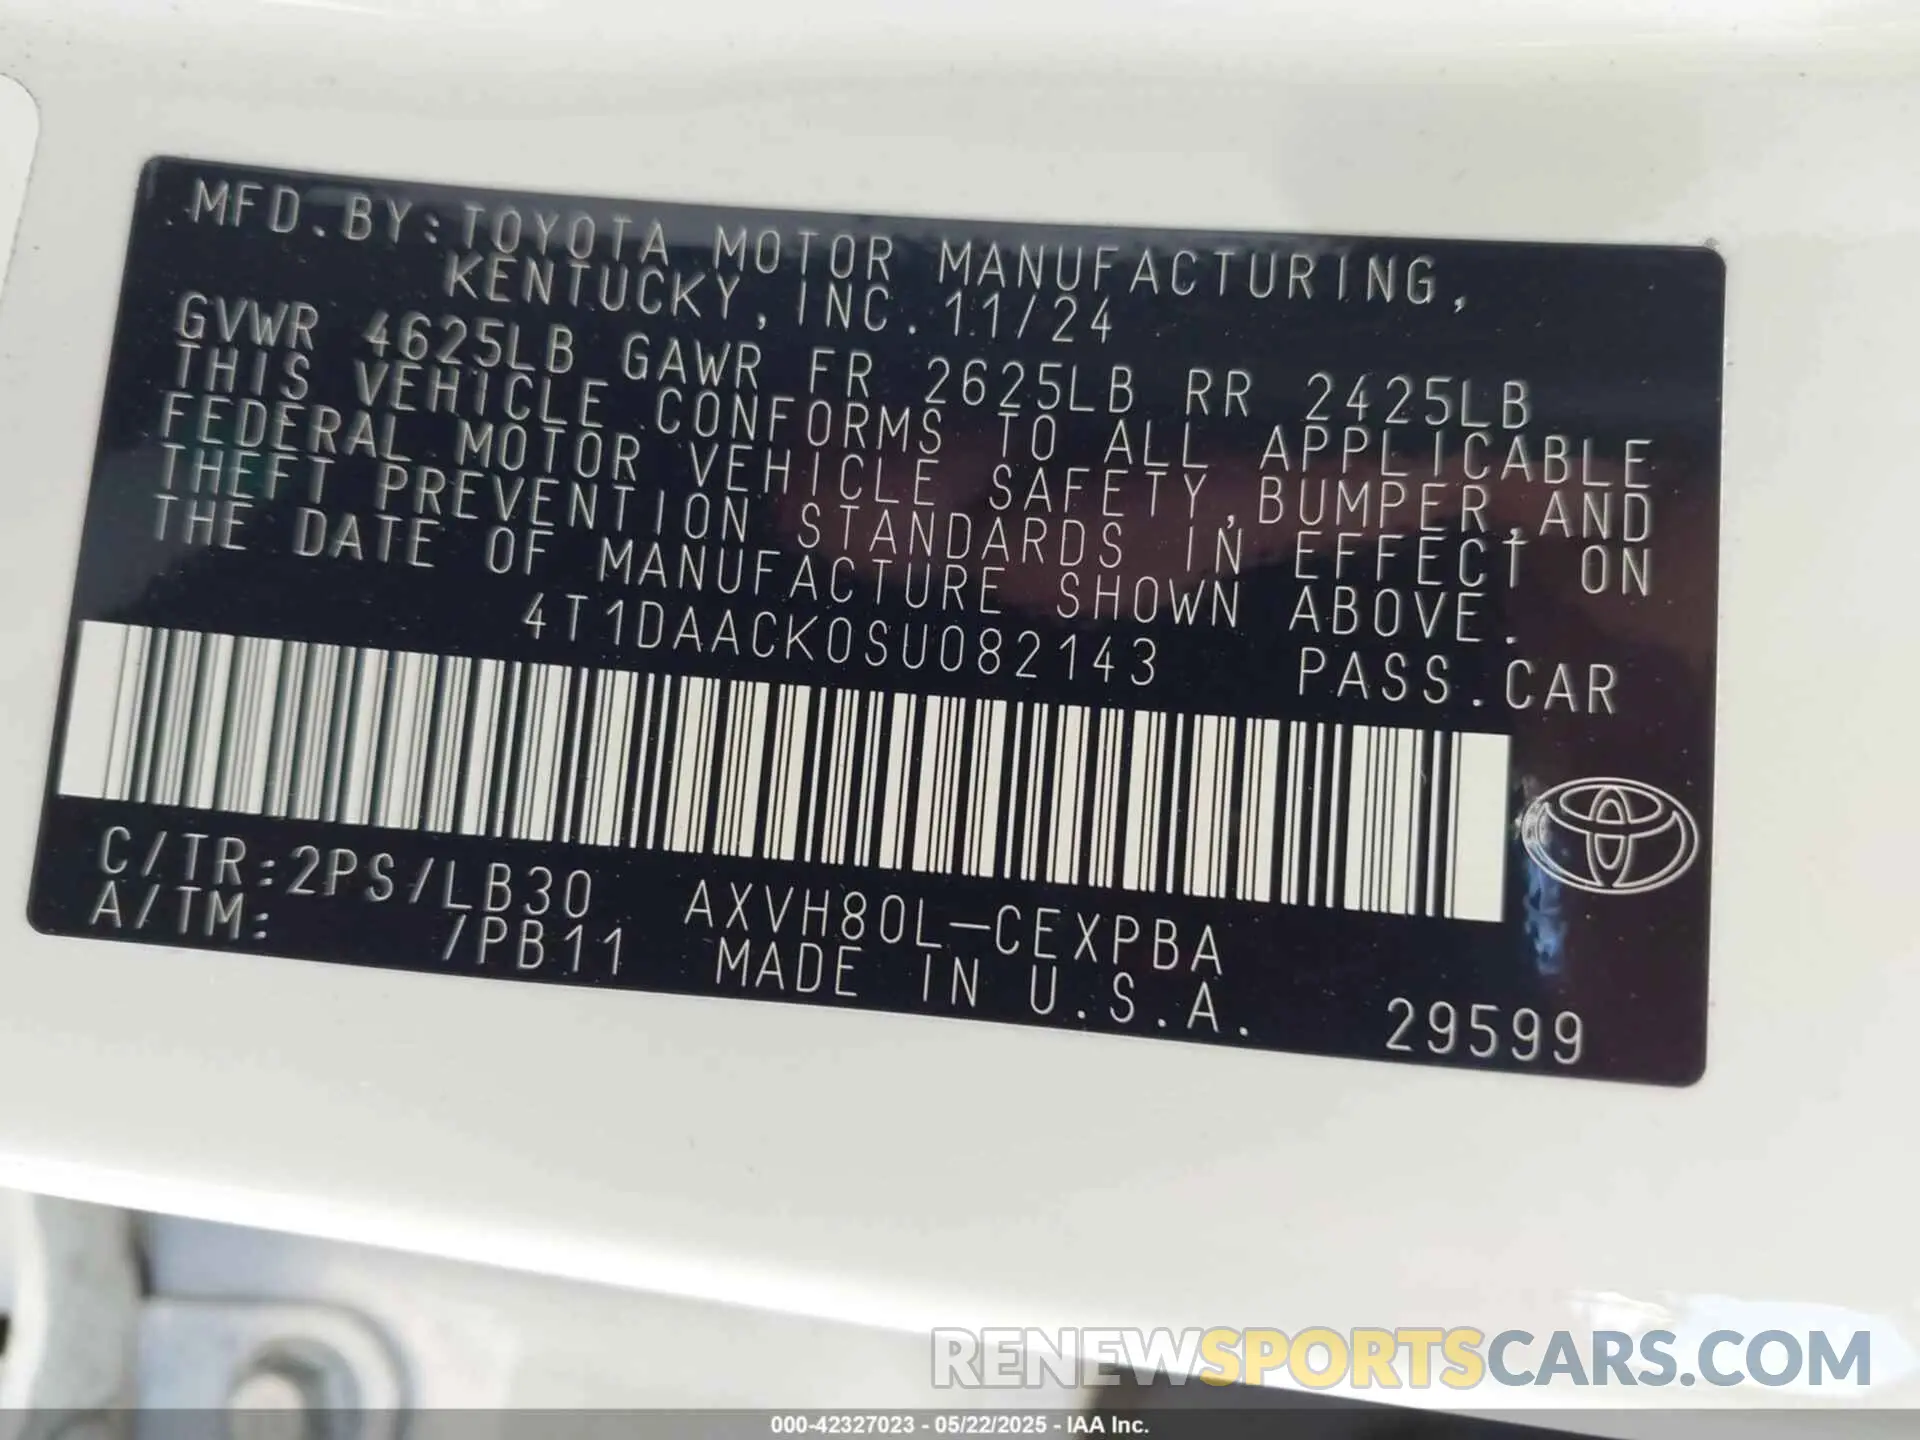 MFD.BY:TOYOTA MOTOR MANUFACTURING,
KENTUCKY, INC. 11/24
GVWR 4625LB GAWR FR 2625LB RR 2425LB
THIS VEHICLE CONFORMS TO ALL APPLICABLE
FEDERAL MOTOR VEHICLE SAFETY,BUMPER,AND
THEFT PREVENTION STANDARDS IN EFFECT ON
THE DATE OF MANUFACTURE SHOWN ABOVE.
4T1DAACK0SU082143 PASS.CAR
C/TR:2PS/LB30 AXVH80L-CEXPBA
A/TM: /PB11 MADE IN U.S.A.
29599
RENEWSPORTSCARS.COM
000-42327023 - 05/22/2025 - IAA Inc.